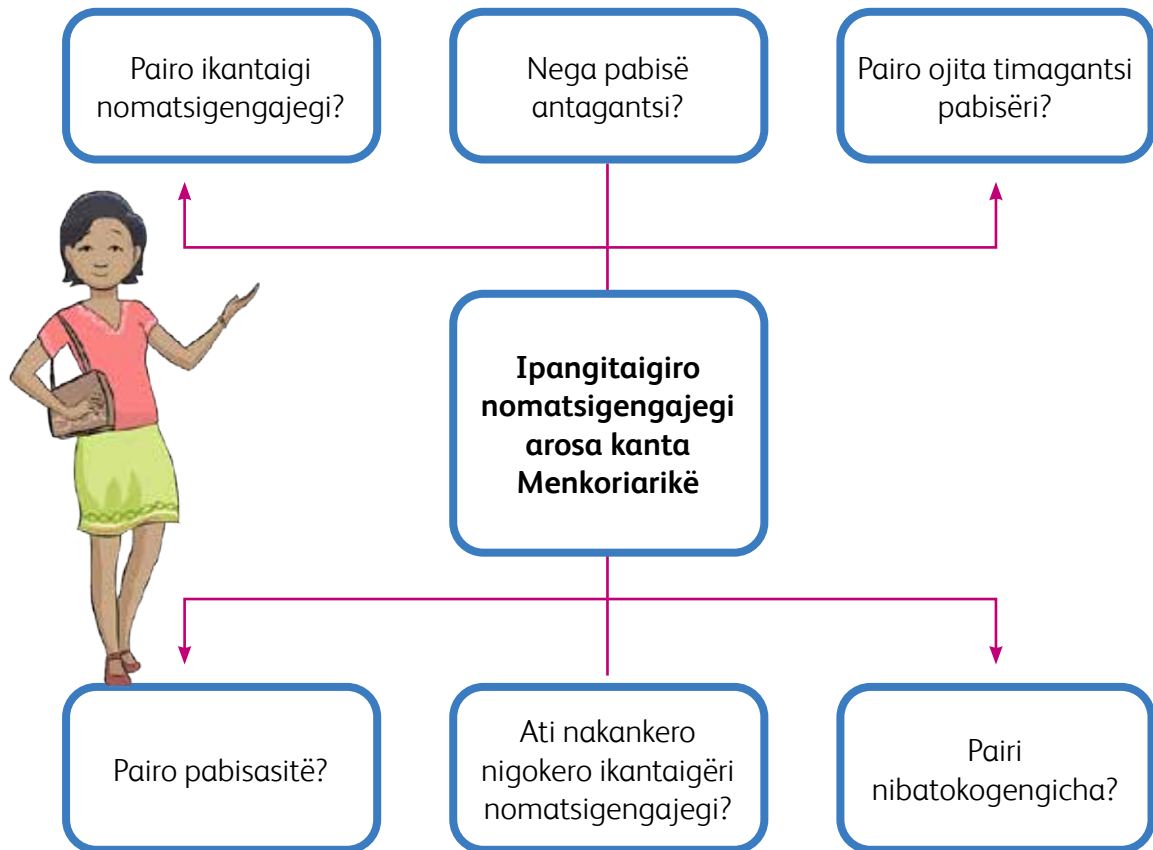 Pairo ikantaigi
nomatsigengajegi?
Nega pabisë
antagantsi?
Pairo ojita timagantsi
pabisëri?
Ipangitaigiro
nomatsigengajegi
arosa kanta
Menkoriarikë
Pairo pabisasitë?
Ati nakankero
nigokero ikantaigëri
nomatsigengajegi?
Pairi
nibatokogengicha?